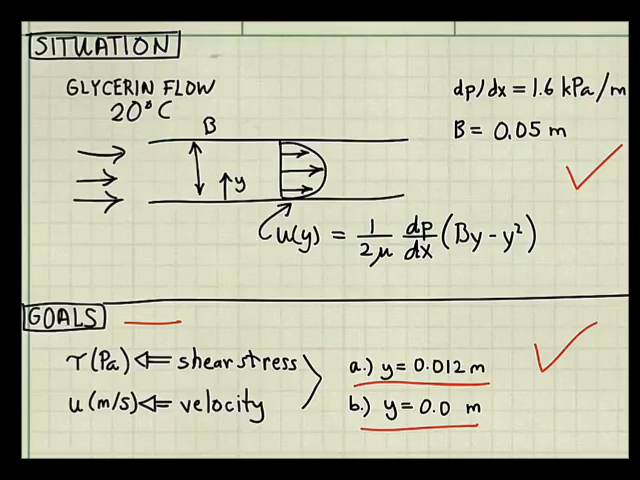 SITUATION
GLYCERIN FLOW
20°C
dp/dx = 1.6 kPa/m
B = 0.05 m
B
y
u(y) = 1/2μ dp/dx (By - y²)
GOALS
τ(Pa) ⇐ shear stress
u(m/s) ⇐ velocity
a.) y = 0.012 m
b.) y = 0.0 m